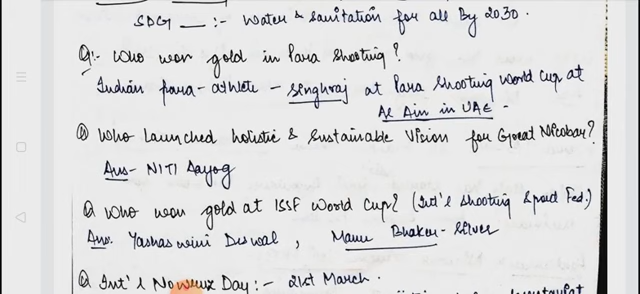 SDG _ :- Water & Sanitation for all By 2030.
Q:- Who won gold in Para Shooting?
Indian para-athlete - Singhraj at Para Shooting World Cup at
Al Ain in UAE.
Q Who Launched holistic & Sustainable Vision for Great Nicobar?
Ans- NITI Aayog
Q Who won gold at ISSF World Cup? (Int'l Shooting Sport Fed.)
Ans. Yashaswini Deswal, Manu Bhaker - Silver
Q Int'l Nowruz Day:- 21st March.